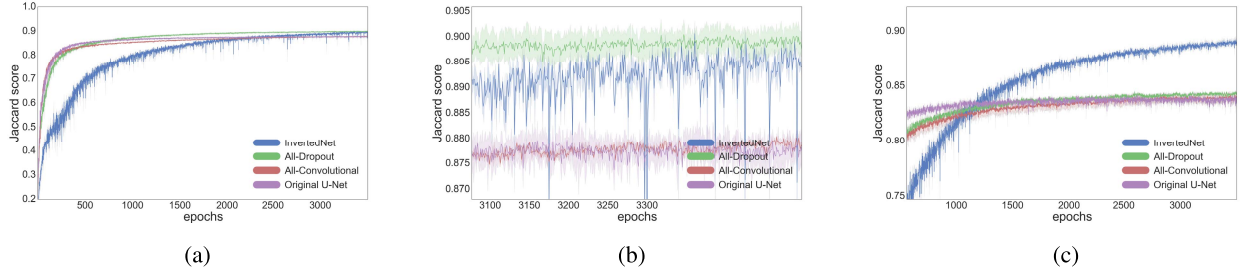 0.9
0.8
0.7
0.6
0.5
0.4
0.3
0.2
Jaccard score
500 1000 1500 2000 2500 3000
epochs
InvertedNet
All-Dropout
All-Convolutional
Original U-Net
(a)
0.905
0.900
0.895
0.890
0.885
0.880
0.875
0.870
Jaccard score
3100 3150 3200 3250 3300
epochs
InvertedNet
All-Dropout
All-Convolutional
Original U-Net
(b)
0.90
0.85
0.80
0.75
Jaccard score
1000 1500 2000 2500 3000
epochs
InvertedNet
All-Dropout
All-Convolutional
Original U-Net
(c)